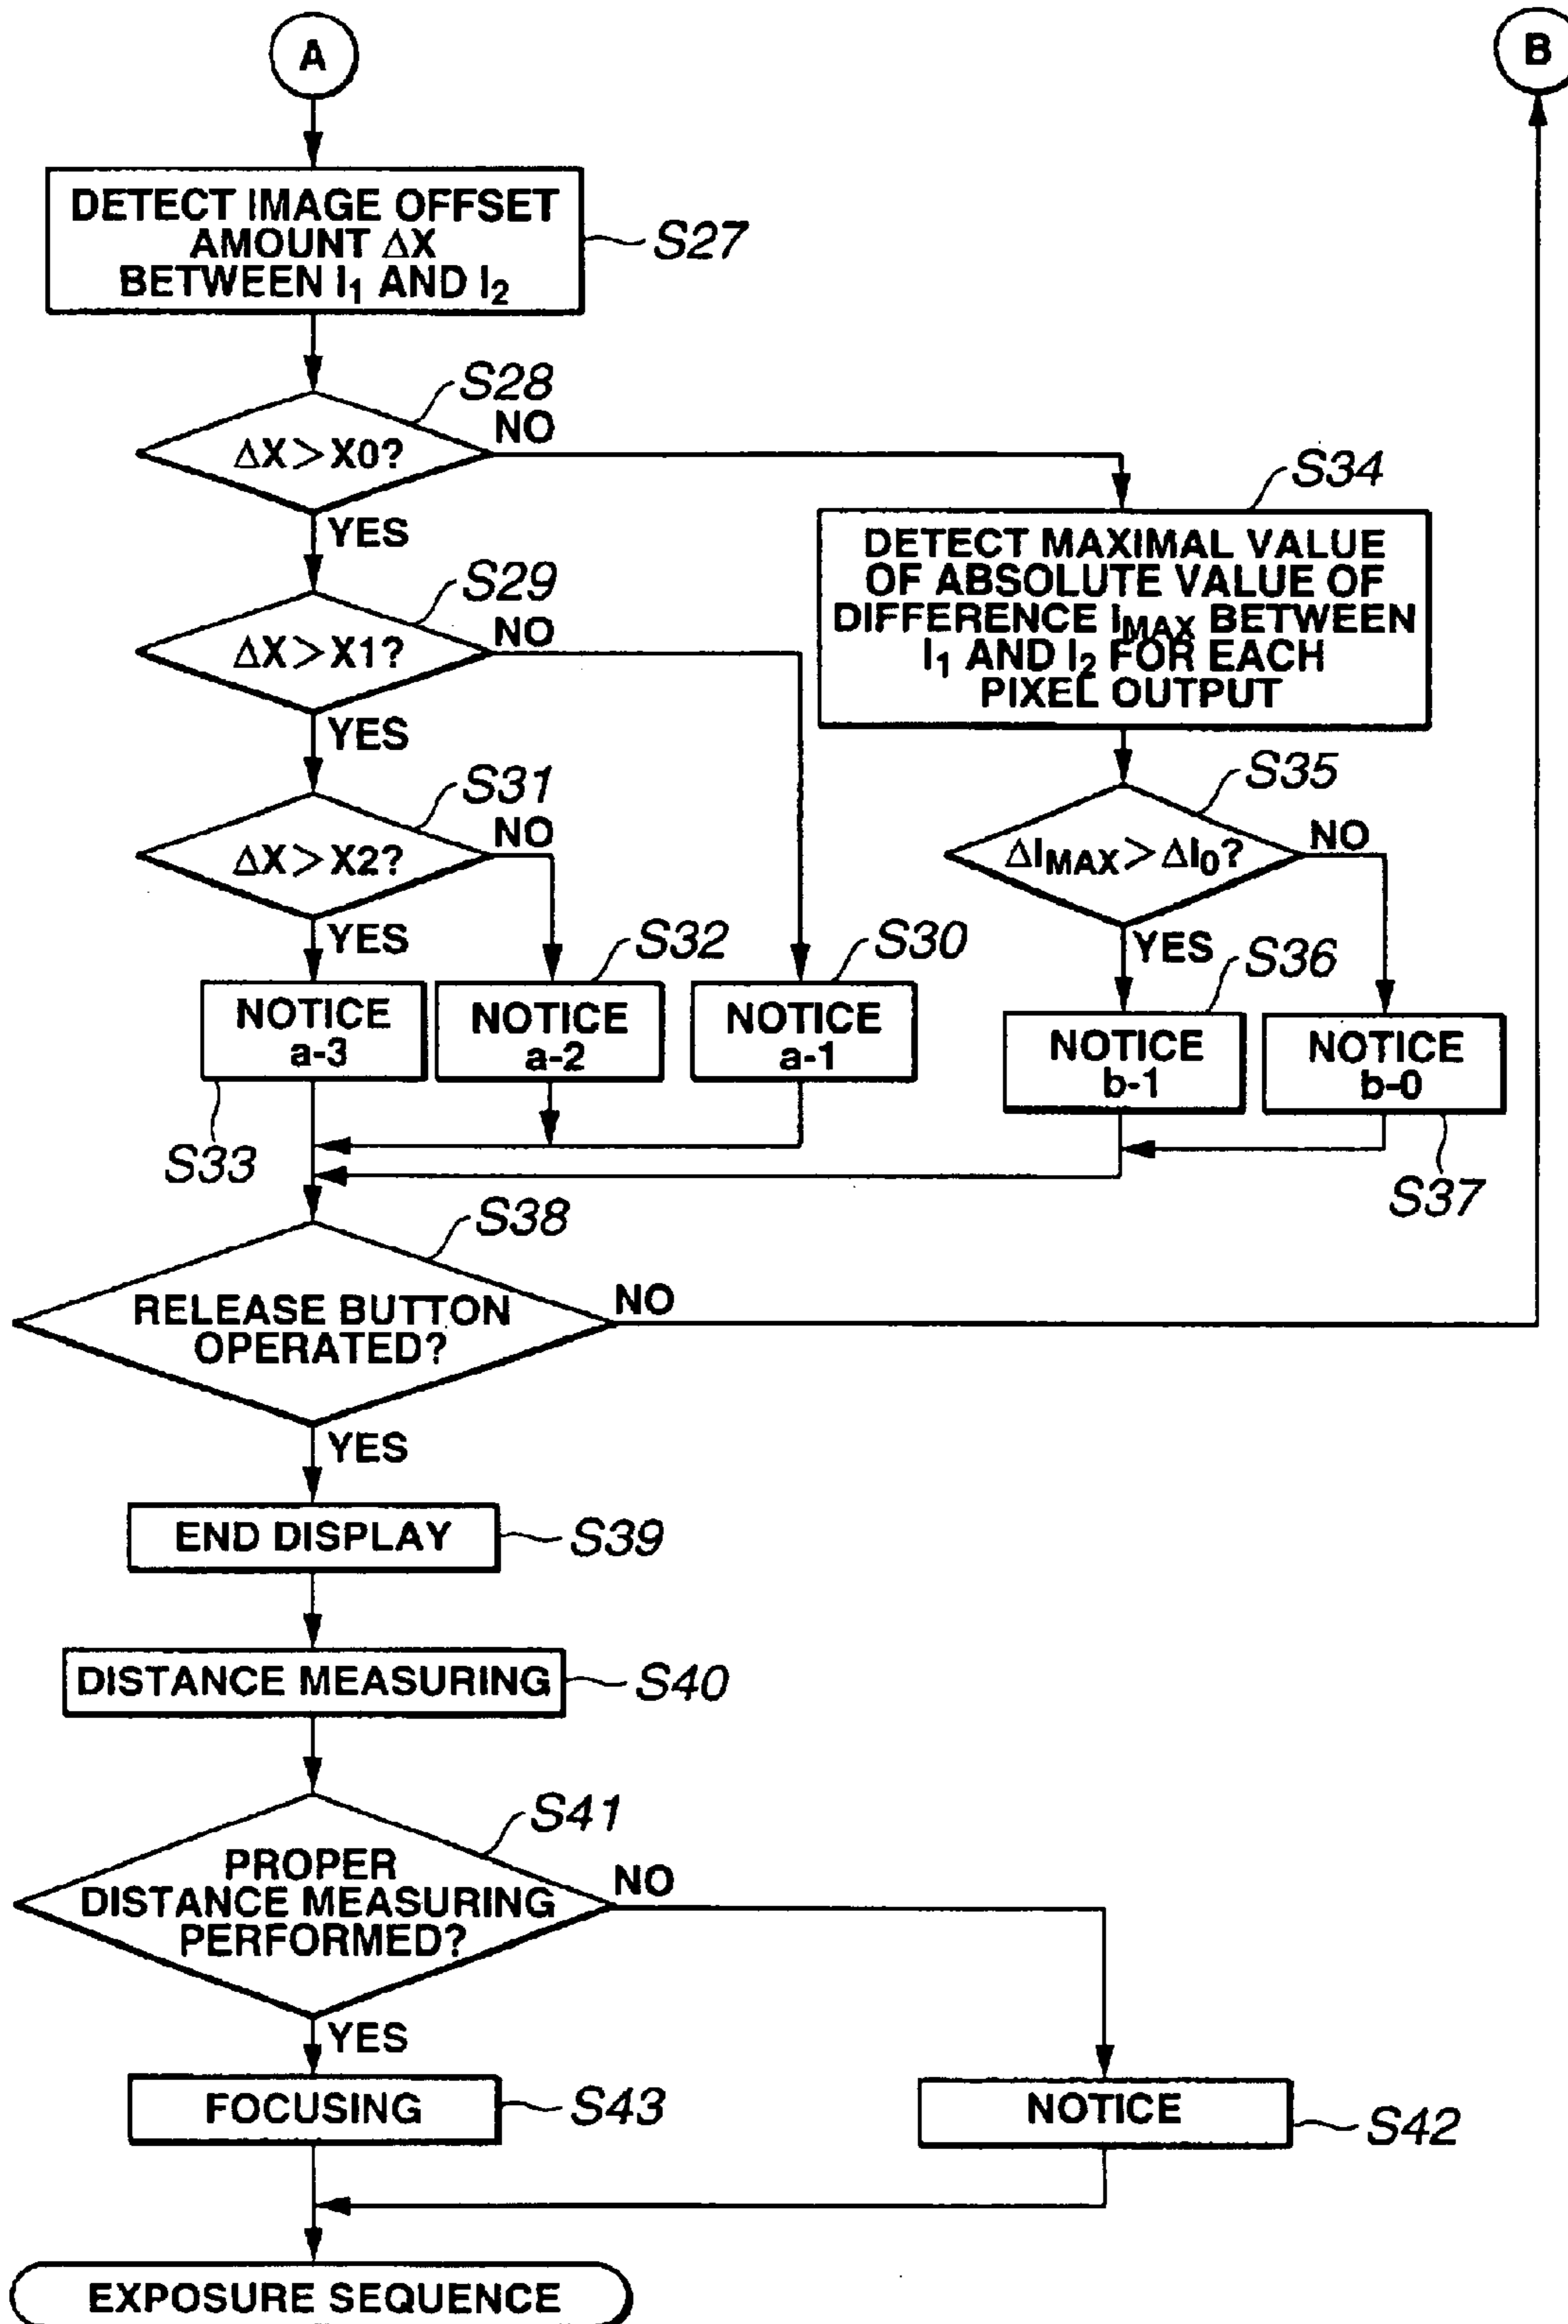 A
B
DETECT IMAGE OFFSET
AMOUNT ΔX
BETWEEN I₁ AND I₂
S27
S28
ΔX > X0?
NO
YES
S34
DETECT MAXIMAL VALUE
OF ABSOLUTE VALUE OF
DIFFERENCE IMAX BETWEEN
I₁ AND I₂ FOR EACH
PIXEL OUTPUT
S29
ΔX > X1?
NO
YES
S31
ΔX > X2?
NO
YES
S35
ΔIMAX > ΔI₀?
NO
YES
S32
S30
S36
NOTICE
a-3
NOTICE
a-2
NOTICE
a-1
NOTICE
b-1
NOTICE
b-0
S33
S37
S38
RELEASE BUTTON
OPERATED?
NO
YES
END DISPLAY
S39
DISTANCE MEASURING
S40
S41
PROPER
DISTANCE MEASURING
PERFORMED?
NO
YES
FOCUSING
S43
NOTICE
S42
EXPOSURE SEQUENCE